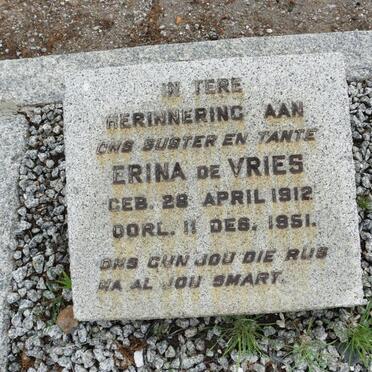 IN TERE
HERINNERING AAN
ONS SUSTER EN TANTE
ERINA DE VRIES
GEB. 28 APRIL 1912
OORL. 11 DES. 1951.
ONS GUN JOU DIE RUS
NA AL JOU SMART.